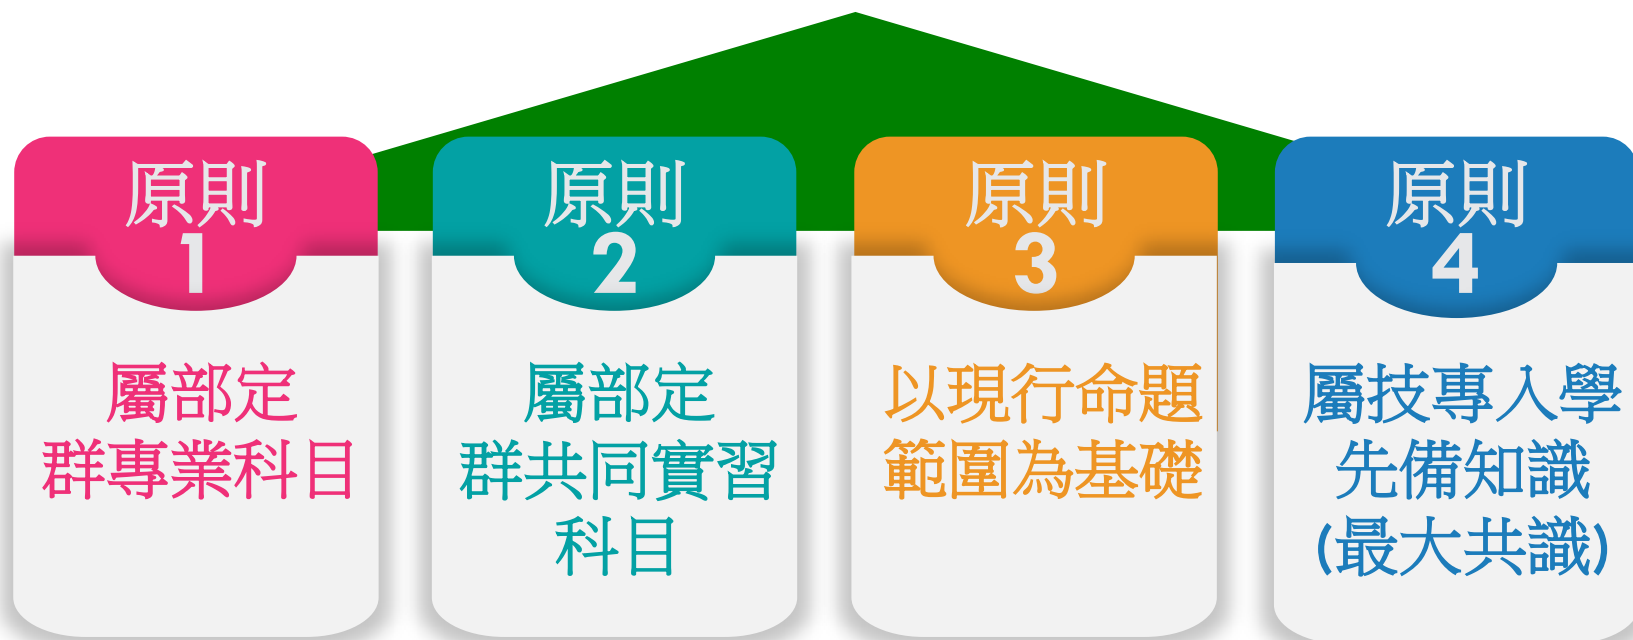 原則
1
屬部定
群專業科目
原則
2
屬部定
群共同實習
科目
原則
3
以現行命題
範圍為基礎
原則
4
屬技專入學
先備知識
(最大共識)